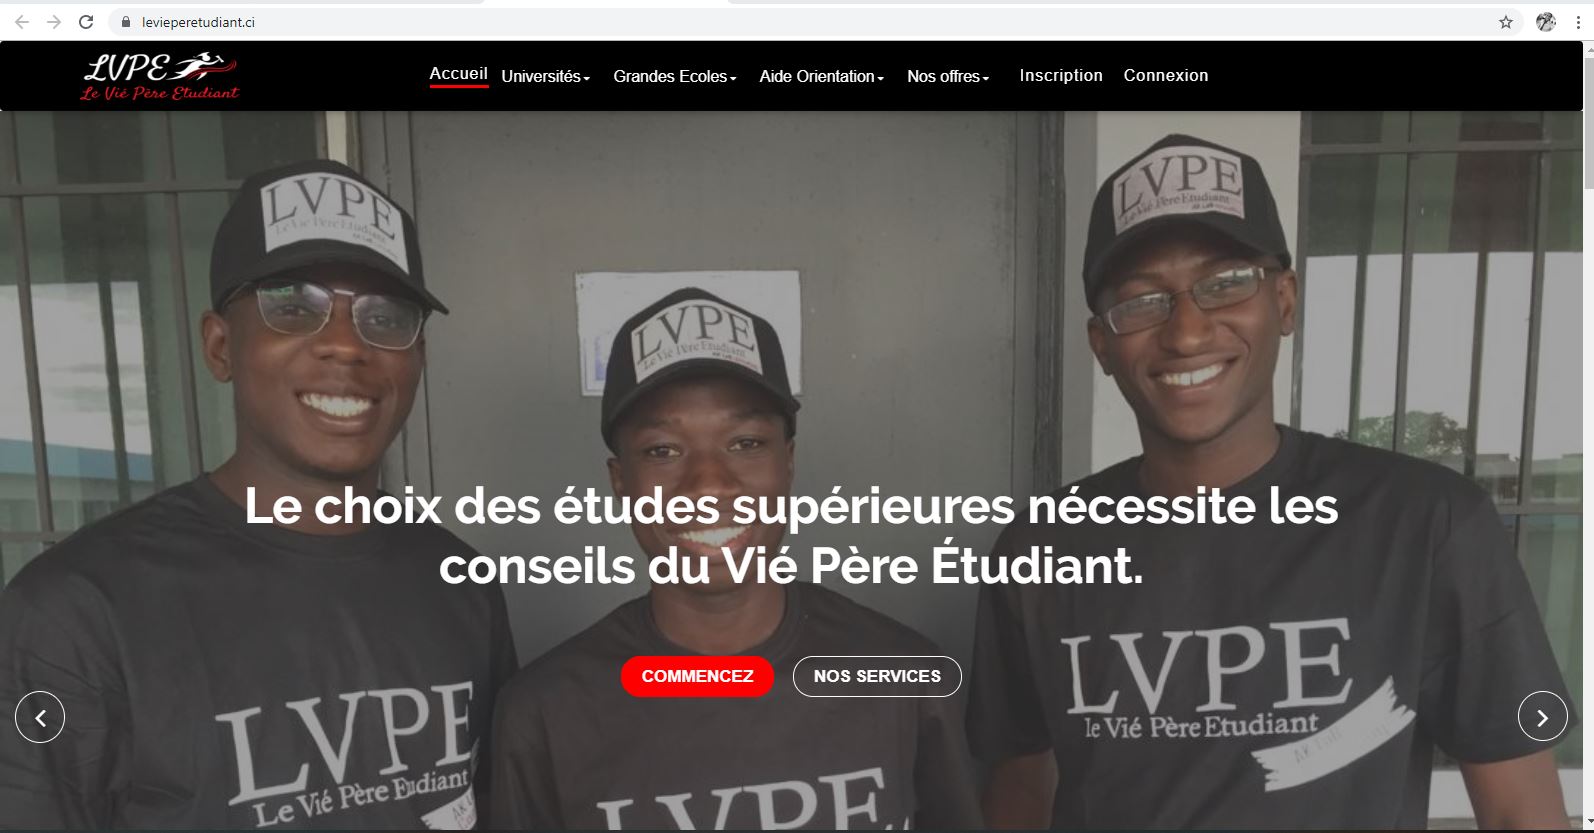 levieperetudiant.ci
LVPE
Le Vié Père Etudiant
Accueil Universités Grandes Ecoles Aide Orientation Nos offres Inscription Connexion
LVPE
Le Vié Père Etudiant
LVPE
Le Vié Père Etudiant
LVPE
Le Vié Père Etudiant
Le choix des études supérieures nécessite les
conseils du Vié Père Étudiant.
COMMENCEZ NOS SERVICES
LVPE
le Vié Père Etudiant
LVPE
Le Vié Père Etudiant
LVPE